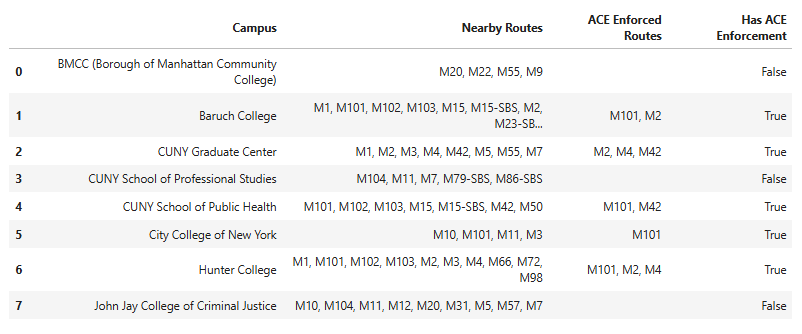 Campus Nearby Routes ACE Enforced Routes Has ACE Enforcement
0 BMCC (Borough of Manhattan Community College) M20, M22, M55, M9 False
1 Baruch College M1, M101, M102, M103, M15, M15-SBS, M2, M23-SB... M101, M2 True
2 CUNY Graduate Center M1, M2, M3, M4, M42, M5, M55, M7 M2, M4, M42 True
3 CUNY School of Professional Studies M104, M11, M7, M79-SBS, M86-SBS False
4 CUNY School of Public Health M101, M102, M103, M15, M15-SBS, M42, M50 M101, M42 True
5 City College of New York M10, M101, M11, M3 M101 True
6 Hunter College M1, M101, M102, M103, M2, M3, M4, M66, M72, M98 M101, M2, M4 True
7 John Jay College of Criminal Justice M10, M104, M11, M12, M20, M31, M5, M57, M7 False